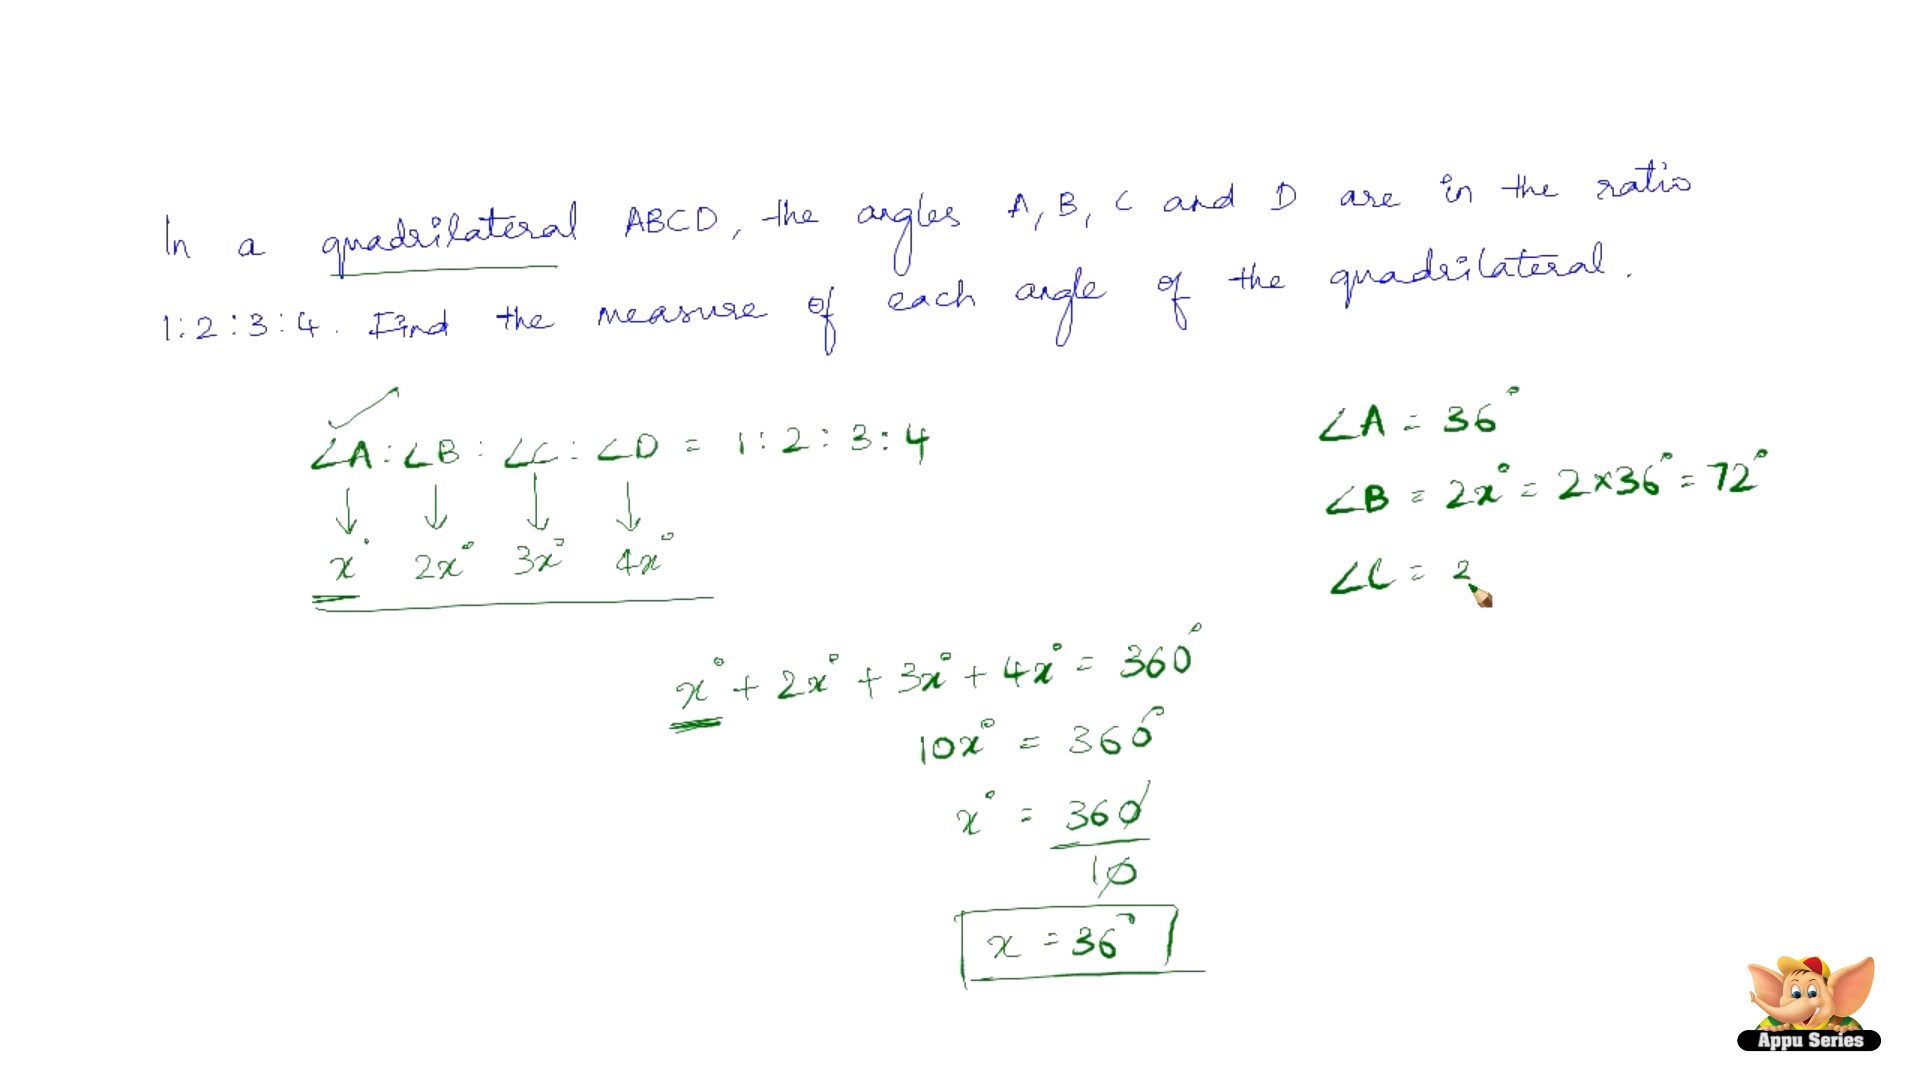 In a quadrilateral ABCD, the angles A, B, C and D are in the ratio
1:2:3:4. Find the measure of each angle of the quadrilateral.
∠A : ∠B : ∠C : ∠D = 1 : 2 : 3 : 4
↓ ↓ ↓ ↓
x° 2x° 3x° 4x°
x° + 2x° + 3x° + 4x° = 360°
10x° = 360°
x° = 360
10
x = 36°
∠A = 36°
∠B = 2x° = 2×36° = 72°
∠C =
Appu Series